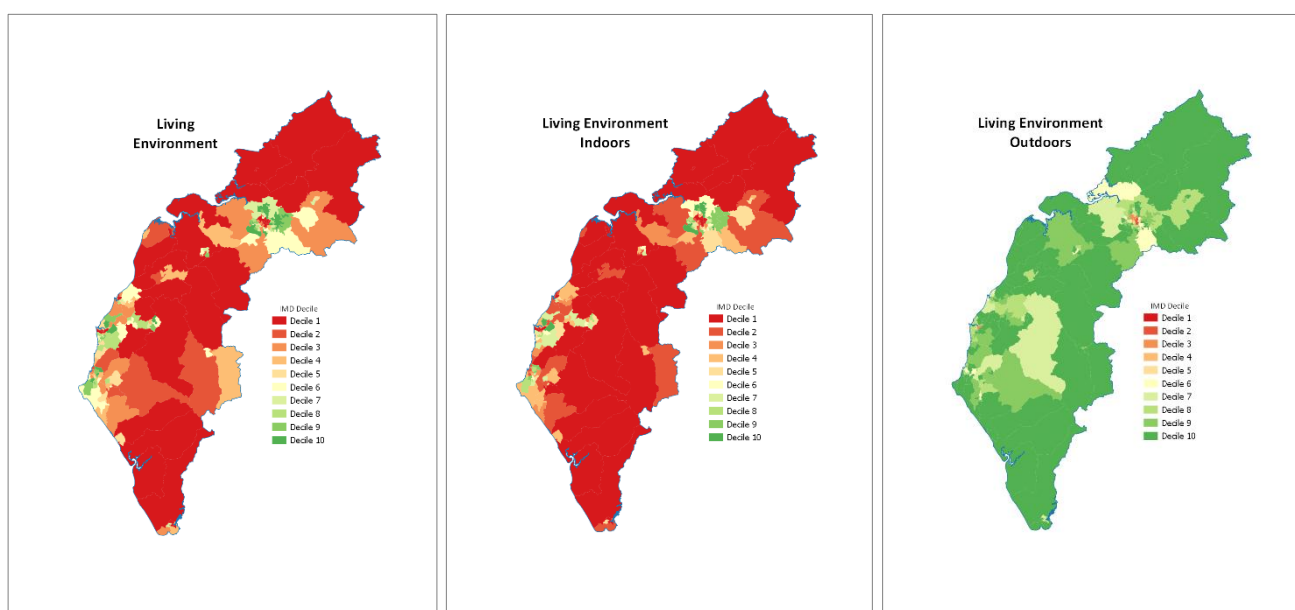 Living
Environment
IMD Decile
Decile 1
Decile 2
Decile 3
Decile 4
Decile 5
Decile 6
Decile 7
Decile 8
Decile 9
Decile 10
Living Environment
Indoors
IMD Decile
Decile 1
Decile 2
Decile 3
Decile 4
Decile 5
Decile 6
Decile 7
Decile 8
Decile 9
Decile 10
Living Environment
Outdoors
IMD Decile
Decile 1
Decile 2
Decile 3
Decile 4
Decile 5
Decile 6
Decile 7
Decile 8
Decile 9
Decile 10